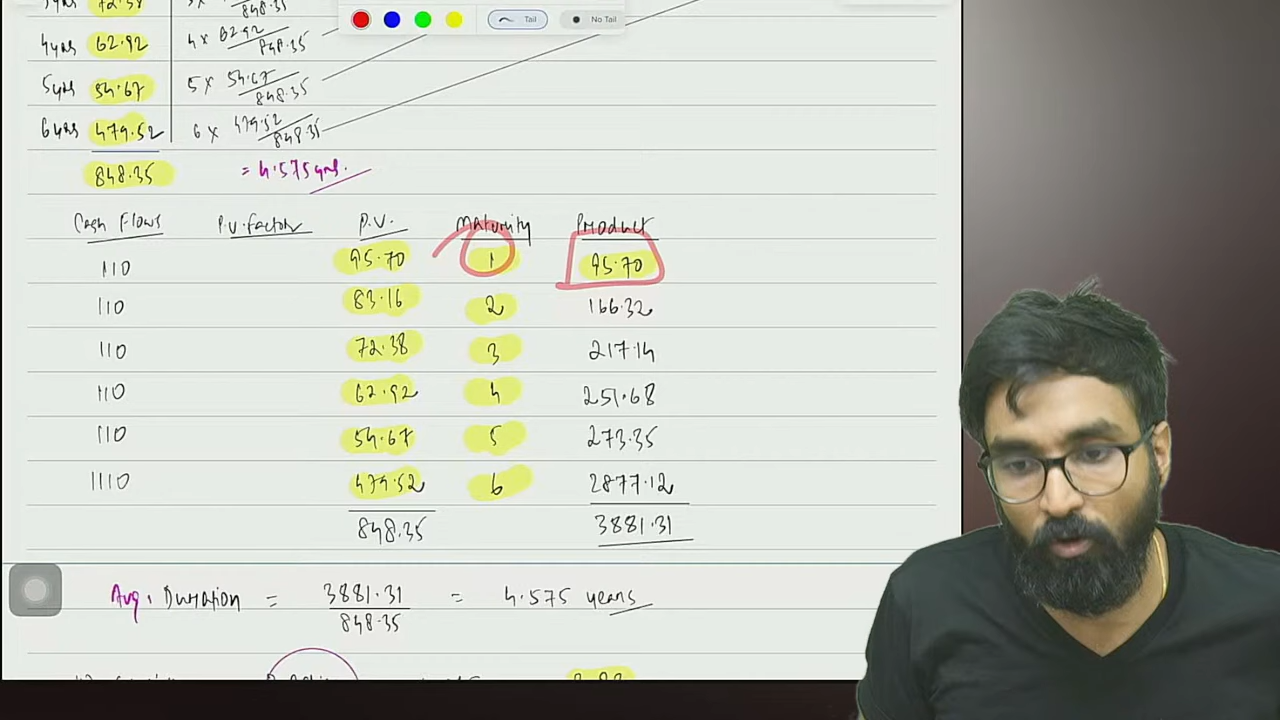 Tail No Tail
848.35
4yrs 62.92 4 × 62.92
848.35
5yrs 54.67 5 × 54.67
848.35
6yrs 479.52 6 × 479.52
848.35
848.35 = 4.575yrs.
Cash Flows P.V. Factor P.V. Maturity Product
110 95.70 1 95.70
110 83.16 2 166.32
110 72.38 3 217.14
110 62.92 4 251.68
110 54.67 5 273.35
1110 479.52 6 2877.12
848.35 3881.31
Avg. Duration = 3881.31 = 4.575 years
848.35